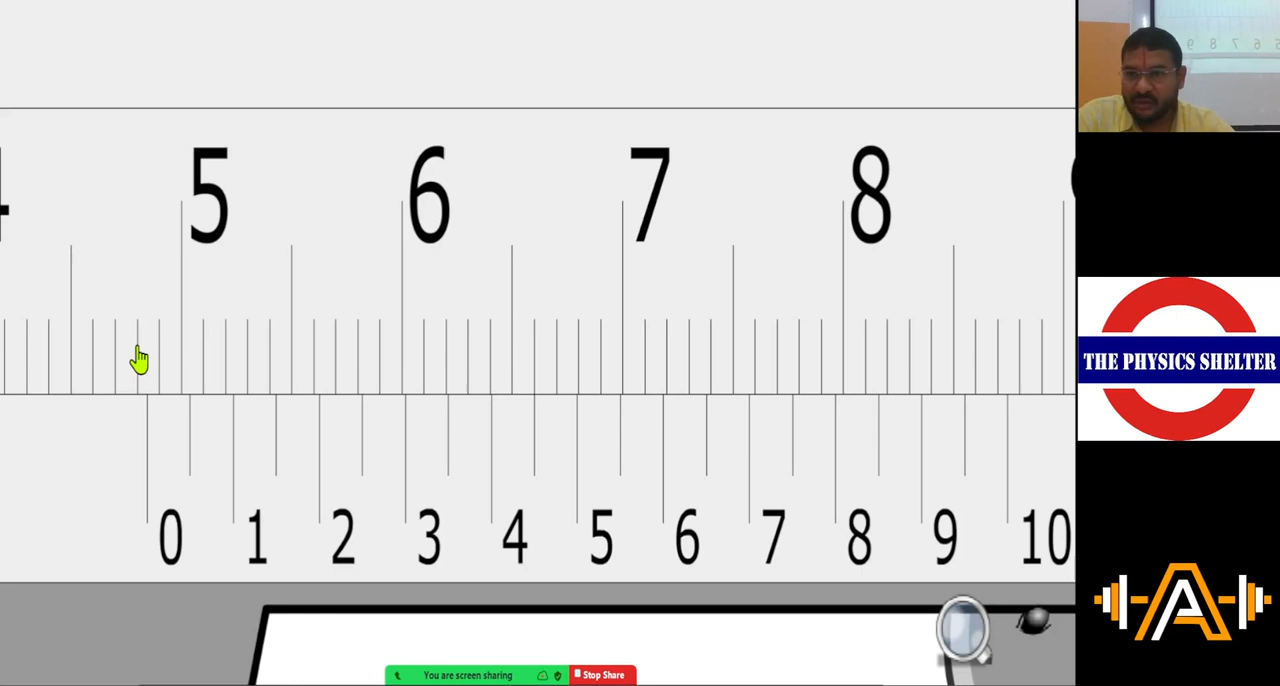 5 6 7 8
0 1 2 3 4 5 6 7 8 9 10
THE PHYSICS SHELTER
You are screen sharing
Stop Share